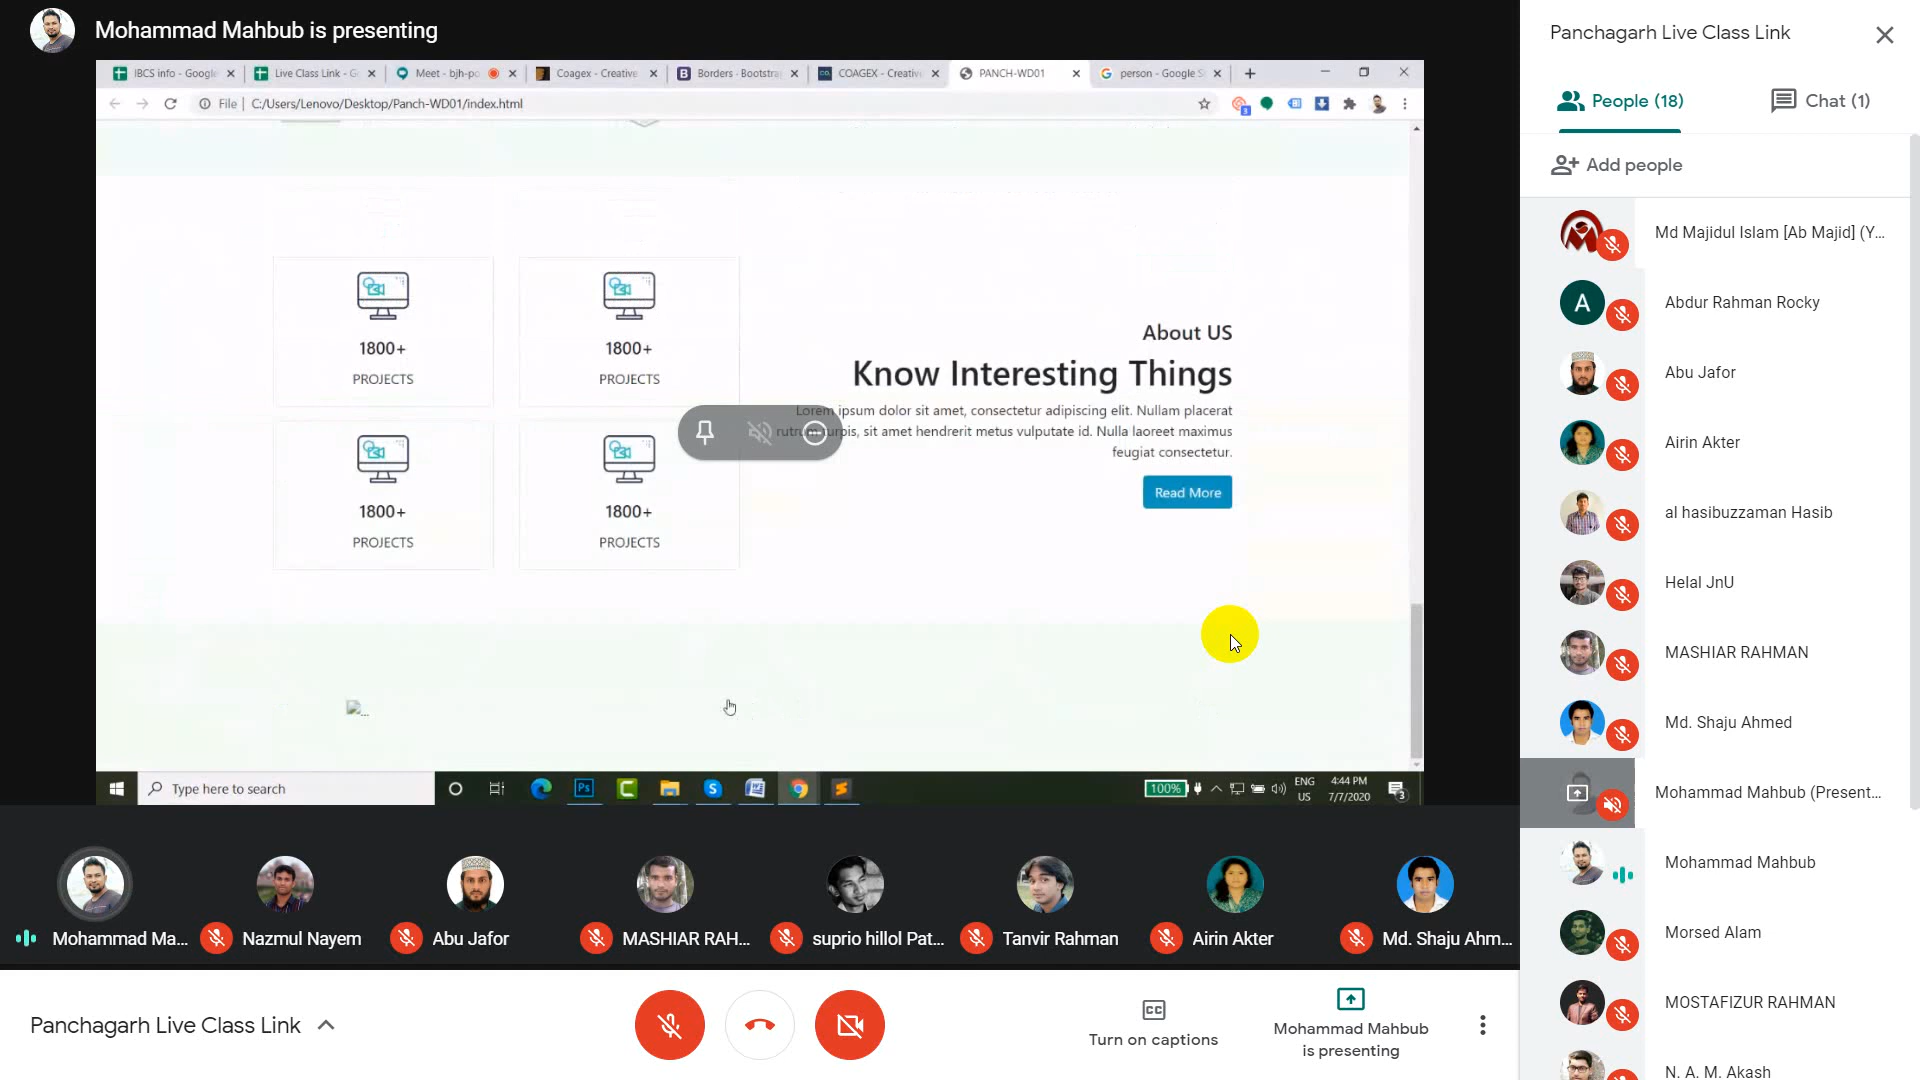 Mohammad Mahbub is presenting
IBCS info - Google
Live Class Link - G
Meet - bjh-po
Coagex - Creative
Borders · Bootstra
COAGEX - Creativ
PANCH-WD01
person - Google S
File | C:/Users/Lenovo/Desktop/Panch-WD01/index.html
1800+
PROJECTS
1800+
PROJECTS
1800+
PROJECTS
1800+
PROJECTS
About US
Know Interesting Things
Lorem ipsum dolor sit amet, consectetur adipiscing elit. Nullam placerat
rutrum turpis, sit amet hendrerit metus vulputate id. Nulla laoreet maximus
feugiat consectetur.
Read More
...
Type here to search
Ps
100%
ENG
US
4:44 PM
7/7/2020
3
Mohammad Ma...
Nazmul Nayem
Abu Jafor
MASHIAR RAH...
suprio hillol Pat...
Tanvir Rahman
Airin Akter
Md. Shaju Ahm...
Panchagarh Live Class Link
CC
Turn on captions
Mohammad Mahbub
is presenting
Panchagarh Live Class Link
People (18)
Chat (1)
Add people
Md Majidul Islam [Ab Majid] (Y...
A
Abdur Rahman Rocky
Abu Jafor
Airin Akter
al hasibuzzaman Hasib
Helal JnU
MASHIAR RAHMAN
Md. Shaju Ahmed
Mohammad Mahbub (Present...
Mohammad Mahbub
Morsed Alam
MOSTAFIZUR RAHMAN
N. A. M. Akash